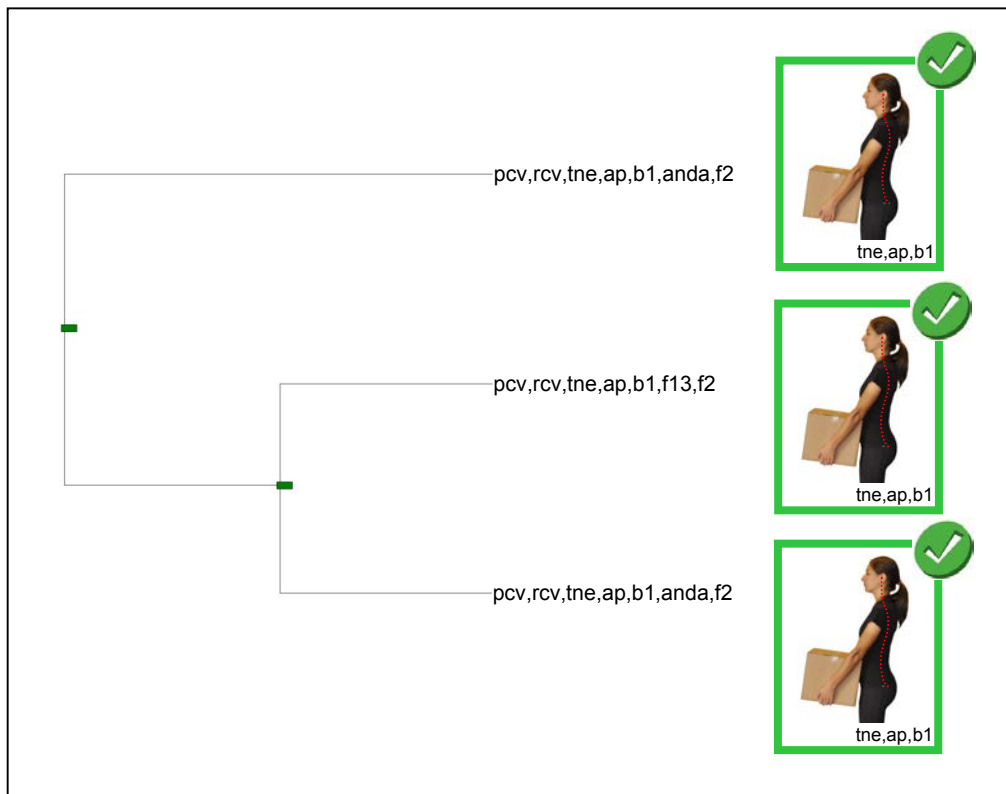 pcv,rcv,tne,ap,b1,anda,f2
tne,ap,b1
pcv,rcv,tne,ap,b1,f13,f2
tne,ap,b1
pcv,rcv,tne,ap,b1,anda,f2
tne,ap,b1